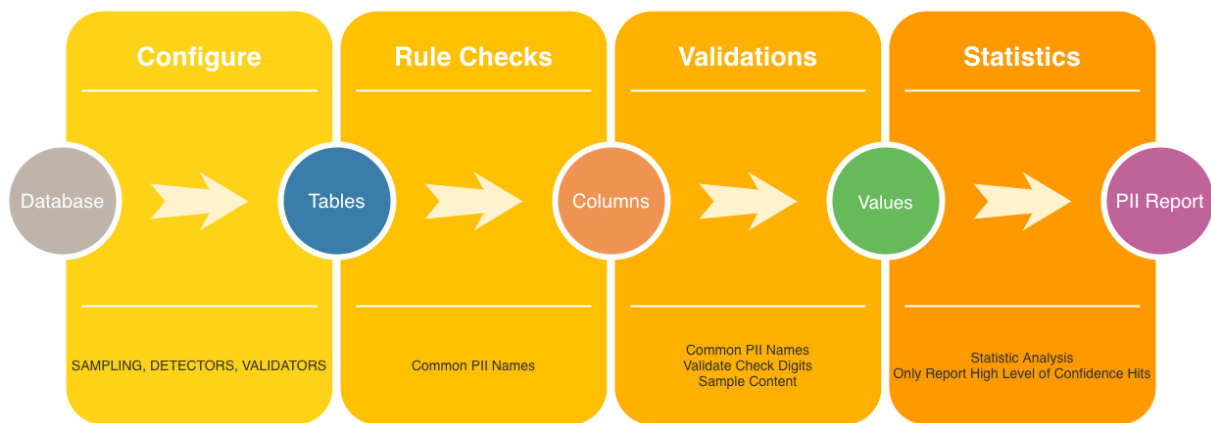 Configure
Rule Checks
Validations
Statistics
Database
Tables
Columns
Values
PII Report
SAMPLING, DETECTORS, VALIDATORS
Common PII Names
Common PII Names
Validate Check Digits
Sample Content
Statistic Analysis
Only Report High Level of Confidence Hits